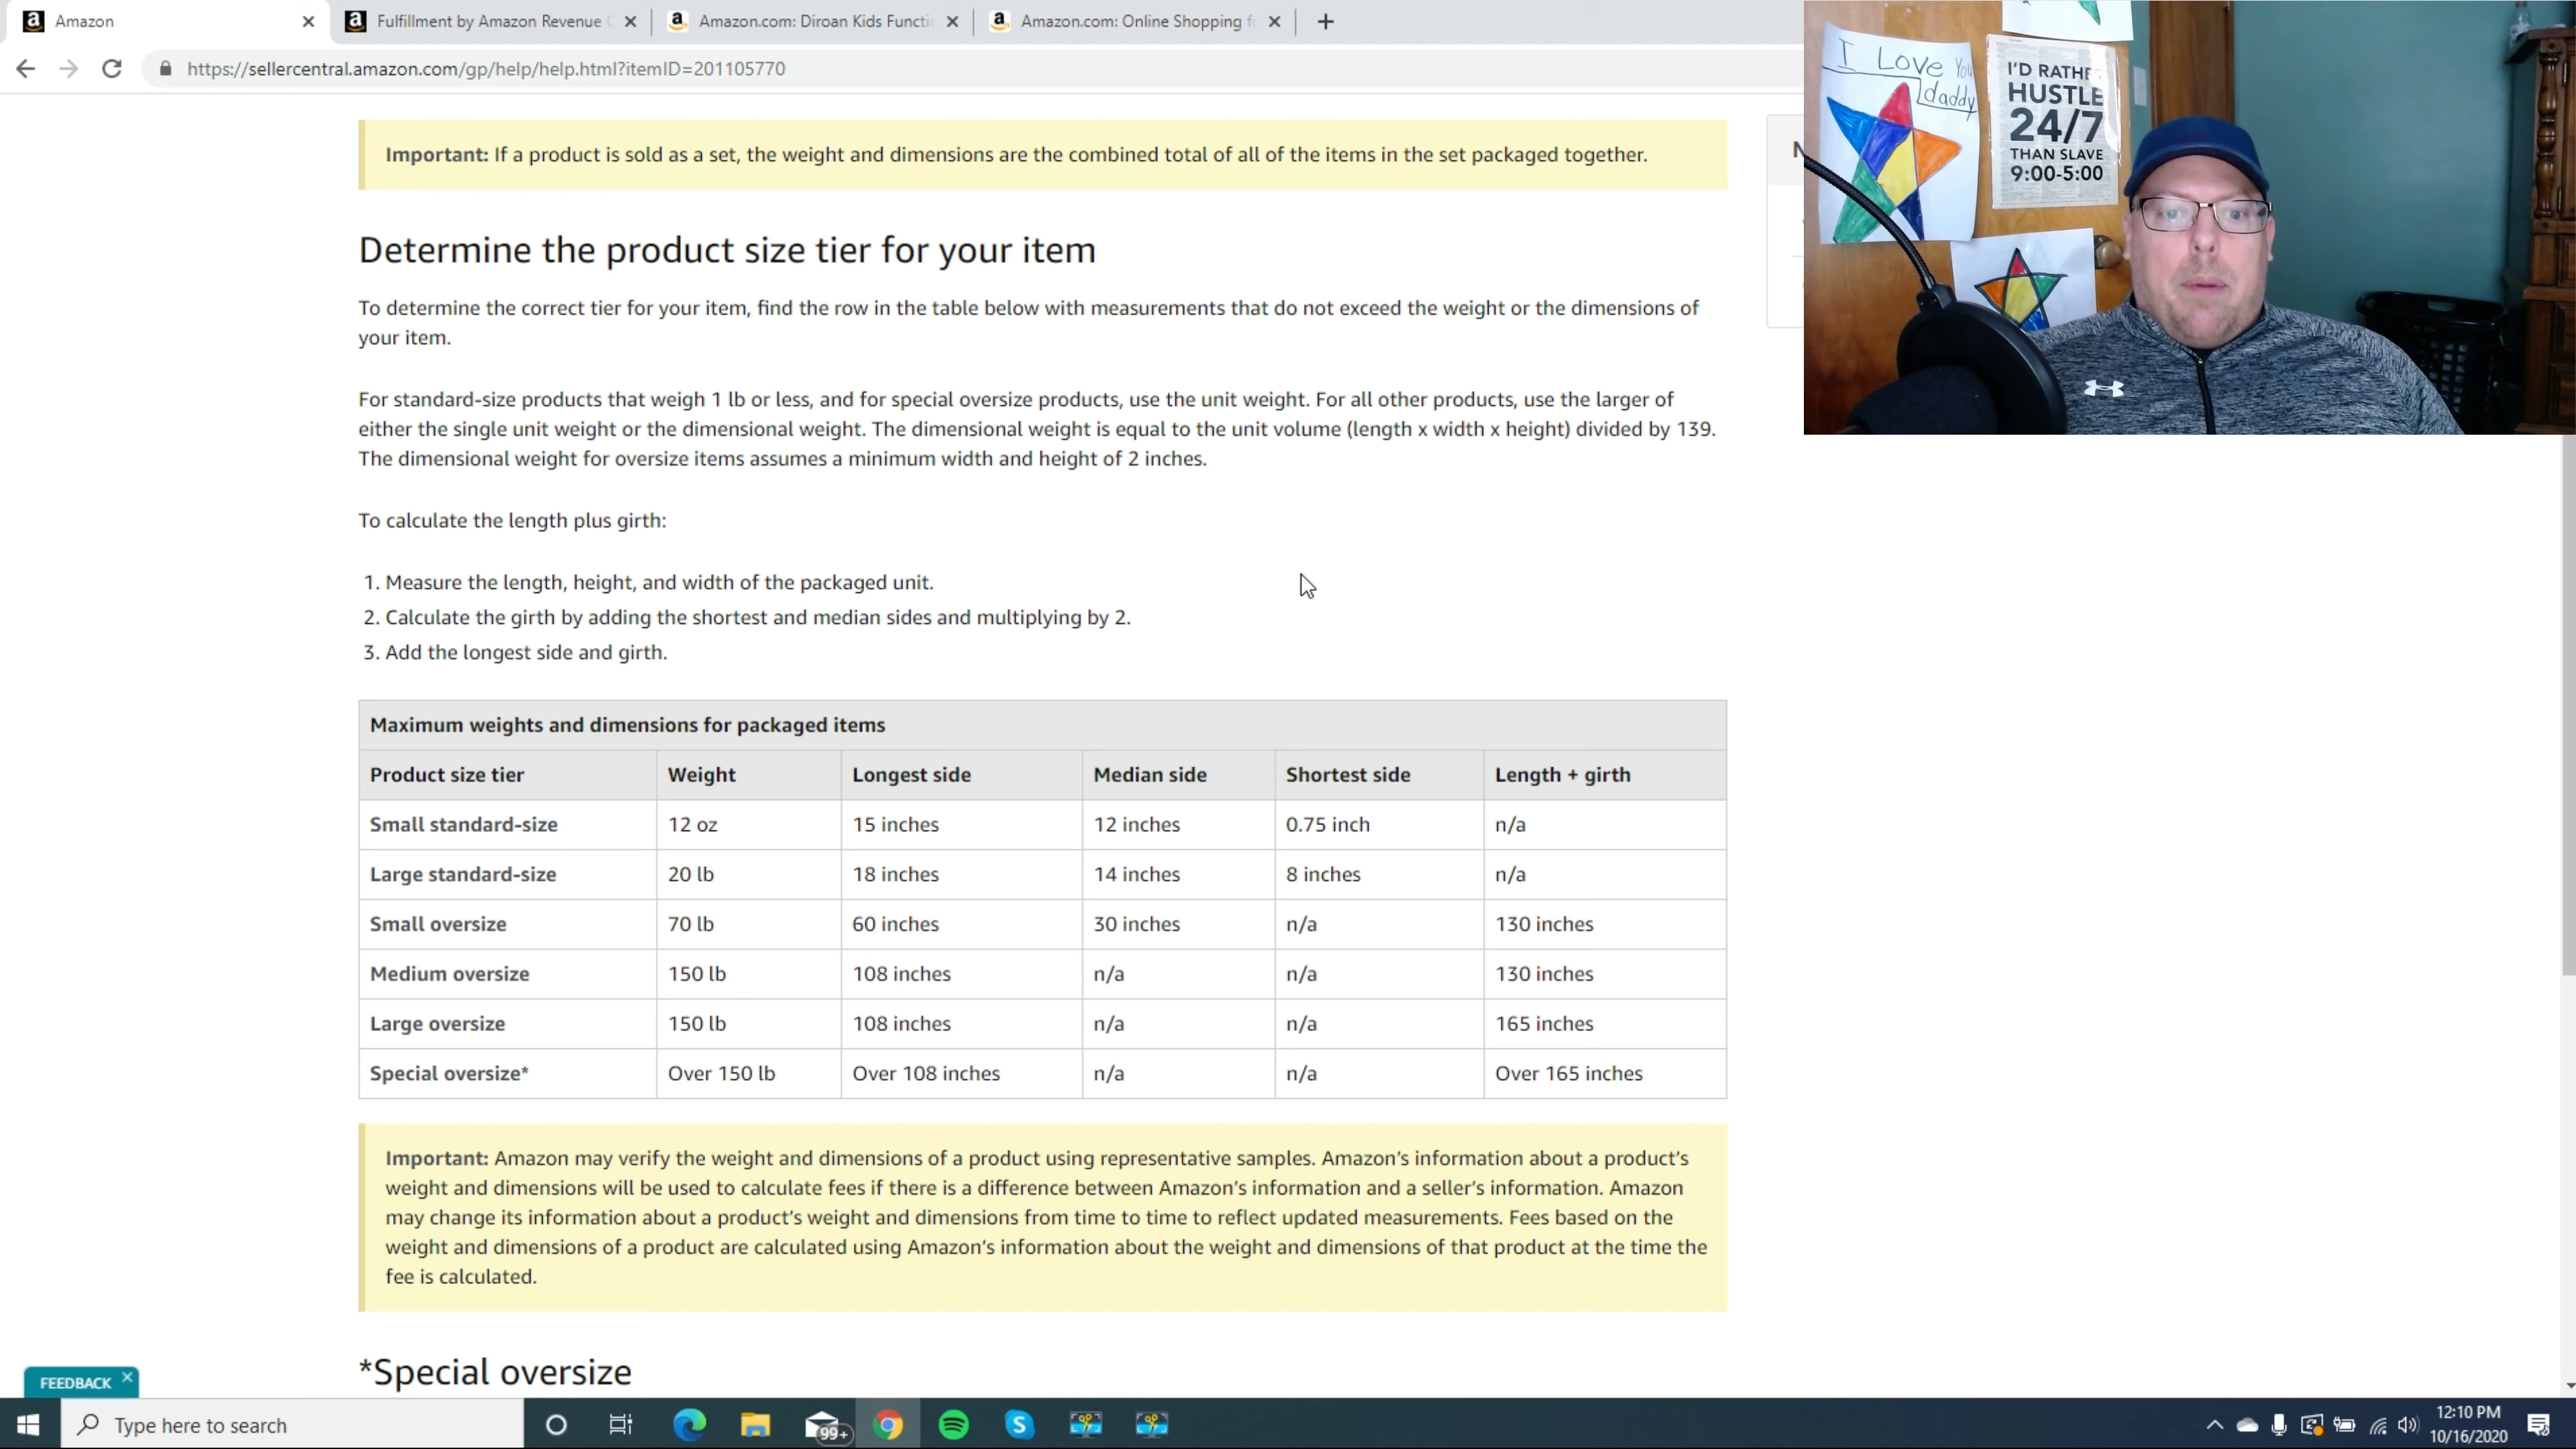 Amazon
Fulfillment by Amazon Revenue C
Amazon.com: Diroan Kids Functi
Amazon.com: Online Shopping fo
https://sellercentral.amazon.com/gp/help/help.html?itemID=201105770
Important: If a product is sold as a set, the weight and dimensions are the combined total of all of the items in the set packaged together.
Determine the product size tier for your item
To determine the correct tier for your item, find the row in the table below with measurements that do not exceed the weight or the dimensions of
your item.
For standard-size products that weigh 1 lb or less, and for special oversize products, use the unit weight. For all other products, use the larger of
either the single unit weight or the dimensional weight. The dimensional weight is equal to the unit volume (length x width x height) divided by 139.
The dimensional weight for oversize items assumes a minimum width and height of 2 inches.
To calculate the length plus girth:
1. Measure the length, height, and width of the packaged unit.
2. Calculate the girth by adding the shortest and median sides and multiplying by 2.
3. Add the longest side and girth.
Maximum weights and dimensions for packaged items
Product size tier Weight Longest side Median side Shortest side Length + girth
Small standard-size 12 oz 15 inches 12 inches 0.75 inch n/a
Large standard-size 20 lb 18 inches 14 inches 8 inches n/a
Small oversize 70 lb 60 inches 30 inches n/a 130 inches
Medium oversize 150 lb 108 inches n/a n/a 130 inches
Large oversize 150 lb 108 inches n/a n/a 165 inches
Special oversize* Over 150 lb Over 108 inches n/a n/a Over 165 inches
Important: Amazon may verify the weight and dimensions of a product using representative samples. Amazon's information about a product's
weight and dimensions will be used to calculate fees if there is a difference between Amazon's information and a seller's information. Amazon
may change its information about a product's weight and dimensions from time to time to reflect updated measurements. Fees based on the
weight and dimensions of a product are calculated using Amazon's information about the weight and dimensions of that product at the time the
fee is calculated.
*Special oversize
FEEDBACK
I Love You
daddy
I'D RATHE
HUSTLE
24/7
THAN SLAVE
9:00-5:00
Type here to search
99+
12:10 PM
10/16/2020